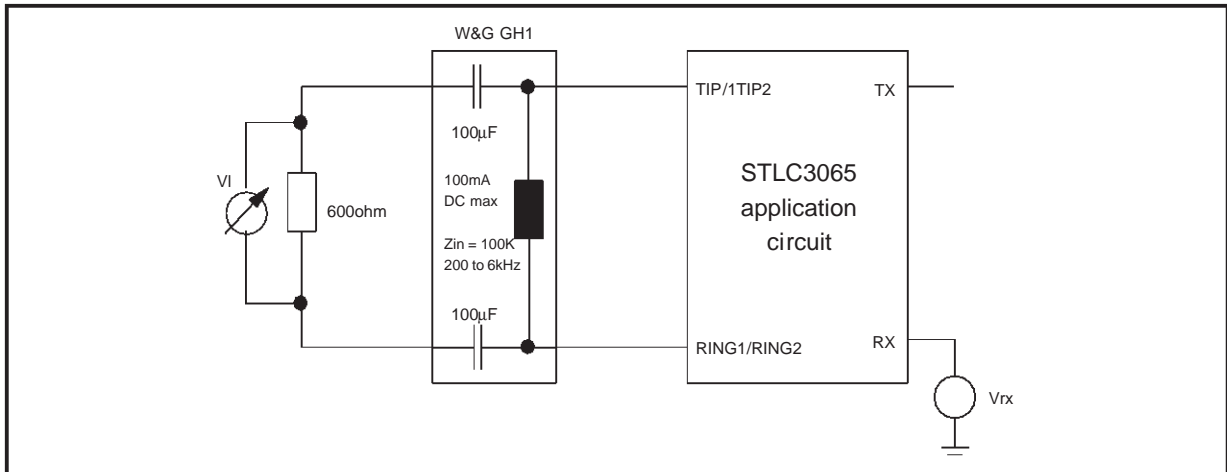 W&G GH1
TIP/1TIP2
TX
100μF
VI
600ohm
100mA
DC max
Zin = 100K
200 to 6kHz
STLC3065
application
circuit
100μF
RING1/RING2
RX
Vrx